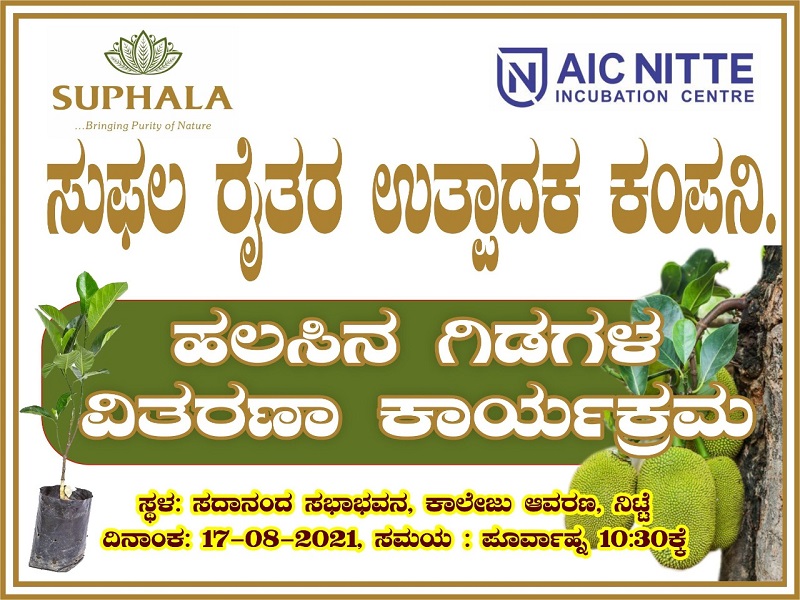 SUPHALA
...Bringing Purity of Nature
AIC NITTE
INCUBATION CENTRE
ಸುಫಲ ರೈತರ ಉತ್ಪಾದಕ ಕಂಪನಿ.
ಹಲಸಿನ ಗಿಡಗಳ
ವಿತರಣಾ ಕಾರ್ಯಕ್ರಮ
ಸ್ಥಳ: ಸದಾನಂದ ಸಭಾಭವನ, ಕಾಲೇಜು ಆವರಣ, ನಿಟ್ಟೆ
ದಿನಾಂಕ: 17-08-2021, ಸಮಯ : ಪೂರ್ವಾಹ್ನ 10:30ಕ್ಕೆ